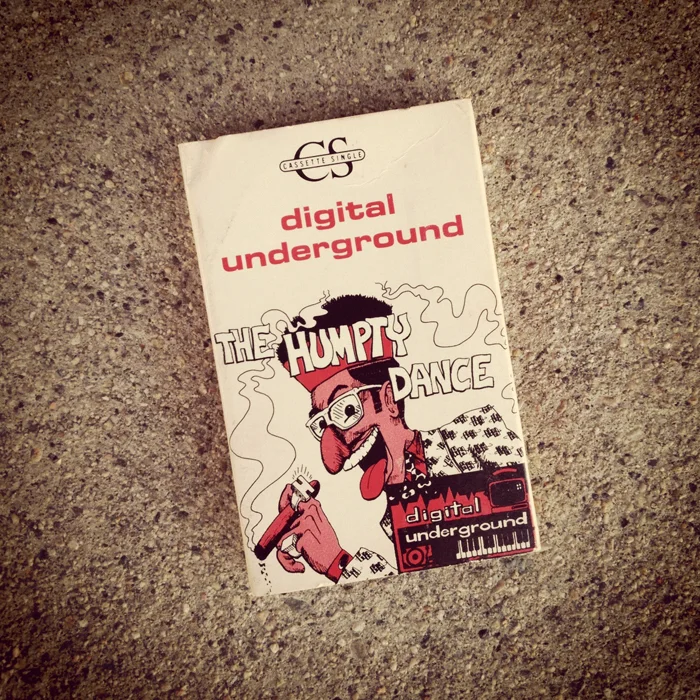 CS
CASSETTE SINGLE
digital
underground
THE HUMPTY
DANCE
digital
underground